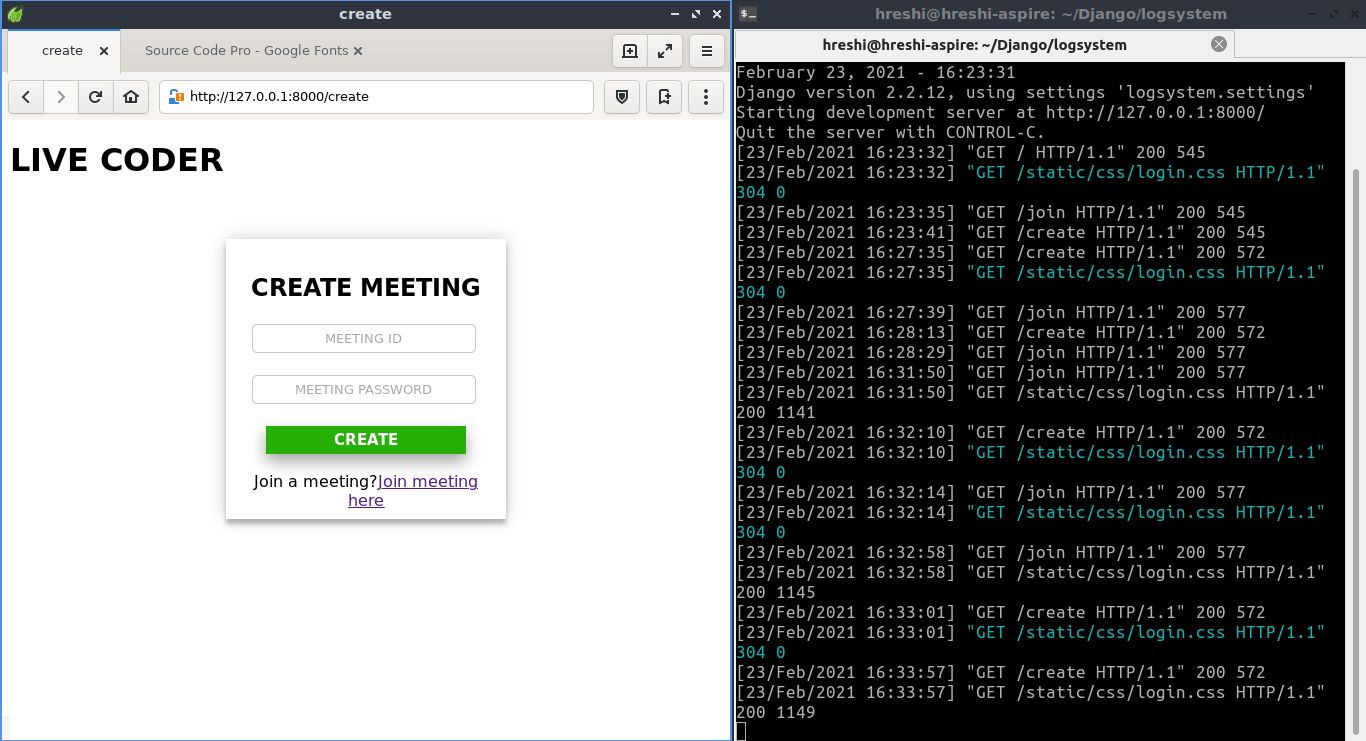 create
create
Source Code Pro - Google Fonts
http://127.0.0.1:8000/create
LIVE CODER
CREATE MEETING
MEETING ID
MEETING PASSWORD
CREATE
Join a meeting?Join meeting
here
hreshi@hreshi-aspire: ~/Django/logsystem
hreshi@hreshi-aspire: ~/Django/logsystem
February 23, 2021 - 16:23:31
Django version 2.2.12, using settings 'logsystem.settings'
Starting development server at http://127.0.0.1:8000/
Quit the server with CONTROL-C.
[23/Feb/2021 16:23:32] "GET / HTTP/1.1" 200 545
[23/Feb/2021 16:23:32] "GET /static/css/login.css HTTP/1.1"
304 0
[23/Feb/2021 16:23:35] "GET /join HTTP/1.1" 200 545
[23/Feb/2021 16:23:41] "GET /create HTTP/1.1" 200 545
[23/Feb/2021 16:27:35] "GET /create HTTP/1.1" 200 572
[23/Feb/2021 16:27:35] "GET /static/css/login.css HTTP/1.1"
304 0
[23/Feb/2021 16:27:39] "GET /join HTTP/1.1" 200 577
[23/Feb/2021 16:28:13] "GET /create HTTP/1.1" 200 572
[23/Feb/2021 16:28:29] "GET /join HTTP/1.1" 200 577
[23/Feb/2021 16:31:50] "GET /join HTTP/1.1" 200 577
[23/Feb/2021 16:31:50] "GET /static/css/login.css HTTP/1.1"
200 1141
[23/Feb/2021 16:32:10] "GET /create HTTP/1.1" 200 572
[23/Feb/2021 16:32:10] "GET /static/css/login.css HTTP/1.1"
304 0
[23/Feb/2021 16:32:14] "GET /join HTTP/1.1" 200 577
[23/Feb/2021 16:32:14] "GET /static/css/login.css HTTP/1.1"
304 0
[23/Feb/2021 16:32:58] "GET /join HTTP/1.1" 200 577
[23/Feb/2021 16:32:58] "GET /static/css/login.css HTTP/1.1"
200 1145
[23/Feb/2021 16:33:01] "GET /create HTTP/1.1" 200 572
[23/Feb/2021 16:33:01] "GET /static/css/login.css HTTP/1.1"
304 0
[23/Feb/2021 16:33:57] "GET /create HTTP/1.1" 200 572
[23/Feb/2021 16:33:57] "GET /static/css/login.css HTTP/1.1"
200 1149